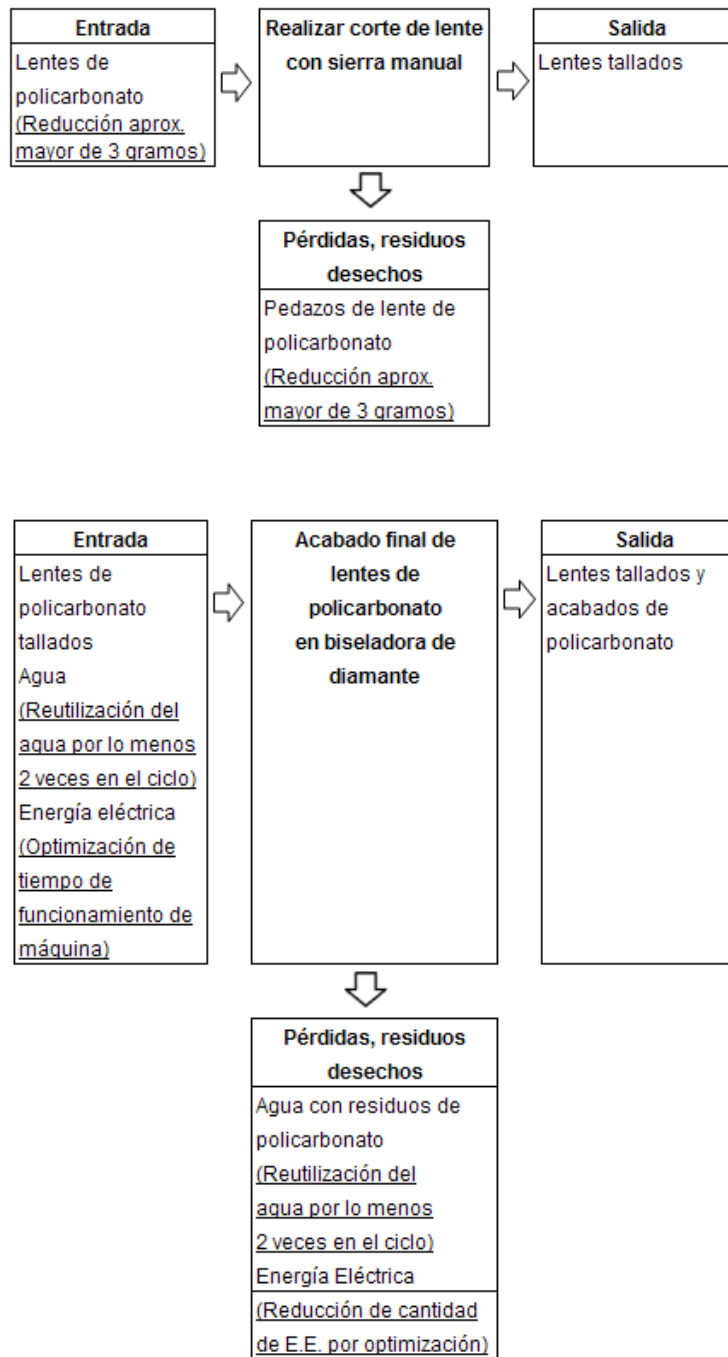 Entrada
Lentes de
policarbonato
(Reducción aprox.
mayor de 3 gramos)
Realizar corte de lente
con sierra manual
Salida
Lentes tallados
Pérdidas, residuos
desechos
Pedazos de lente de
policarbonato
(Reducción aprox.
mayor de 3 gramos)
Entrada
Lentes de
policarbonato
tallados
Agua
(Reutilización del
agua por lo menos
2 veces en el ciclo)
Energía eléctrica
(Optimización de
tiempo de
funcionamiento de
máquina)
Acabado final de
lentes de
policarbonato
en biseladora de
diamante
Salida
Lentes tallados y
acabados de
policarbonato
Pérdidas, residuos
desechos
Agua con residuos de
policarbonato
(Reutilización del
agua por lo menos
2 veces en el ciclo)
Energía Eléctrica
(Reducción de cantidad
de E.E. por optimización)